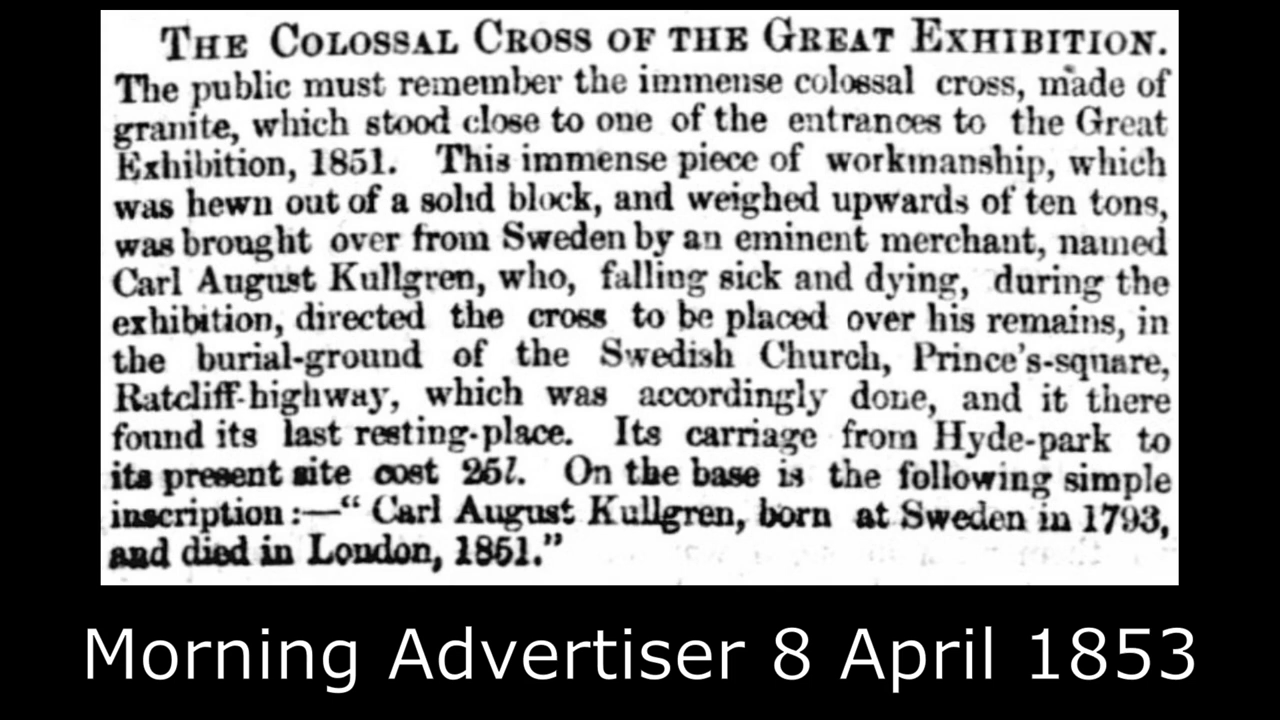 THE COLOSSAL CROSS OF THE GREAT EXHIBITION.
The public must remember the immense colossal cross, made of
granite, which stood close to one of the entrances to the Great
Exhibition, 1851. This immense piece of workmanship, which
was hewn out of a solid block, and weighed upwards of ten tons,
was brought over from Sweden by an eminent merchant, named
Carl August Kullgren, who, falling sick and dying, during the
exhibition, directed the cross to be placed over his remains, in
the burial-ground of the Swedish Church, Prince's-square,
Ratcliff-highway, which was accordingly done, and it there
found its last resting-place. Its carriage from Hyde-park to
its present site cost 25l. On the base is the following simple
inscription:—“ Carl August Kullgren, born at Sweden in 1793,
and died in London, 1851.”
Morning Advertiser 8 April 1853